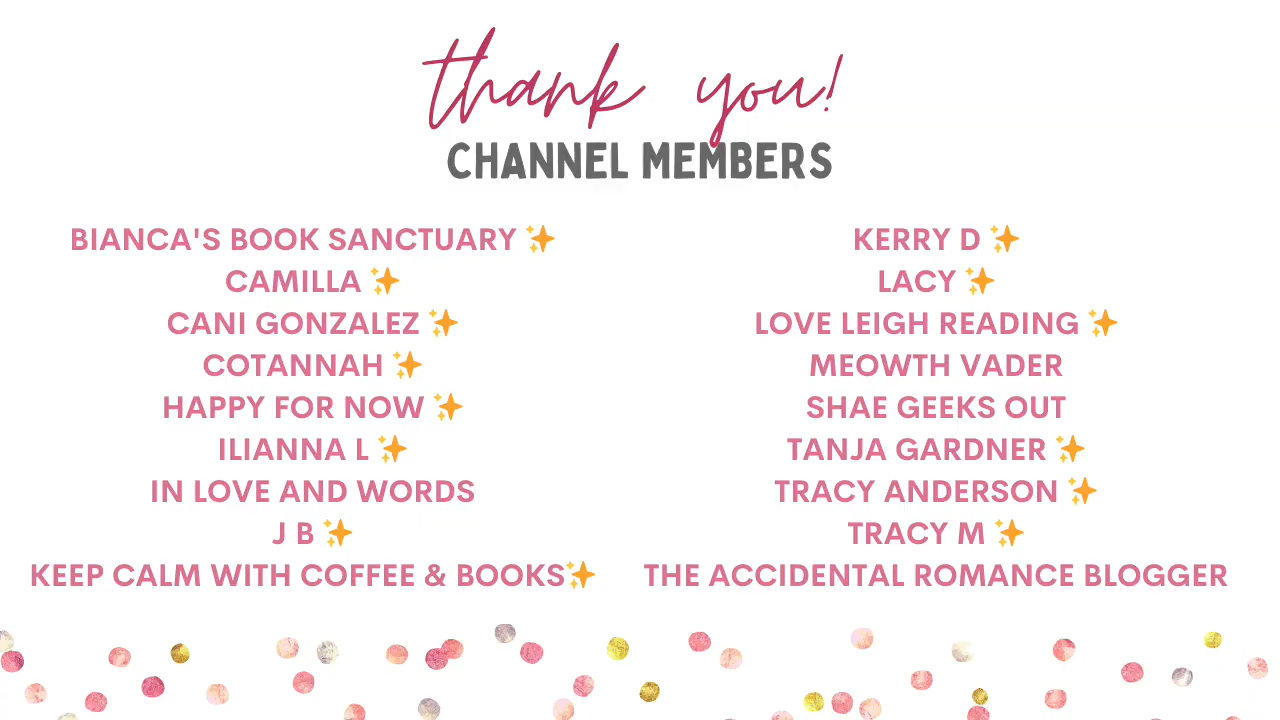 thank you!
CHANNEL MEMBERS
BIANCA'S BOOK SANCTUARY ✨
CAMILLA ✨
CANI GONZALEZ ✨
COTANNAH ✨
HAPPY FOR NOW ✨
ILIANNA L ✨
IN LOVE AND WORDS
J B ✨
KEEP CALM WITH COFFEE & BOOKS✨
KERRY D ✨
LACY ✨
LOVE LEIGH READING ✨
MEOWTH VADER
SHAE GEEKS OUT
TANJA GARDNER ✨
TRACY ANDERSON ✨
TRACY M ✨
THE ACCIDENTAL ROMANCE BLOGGER